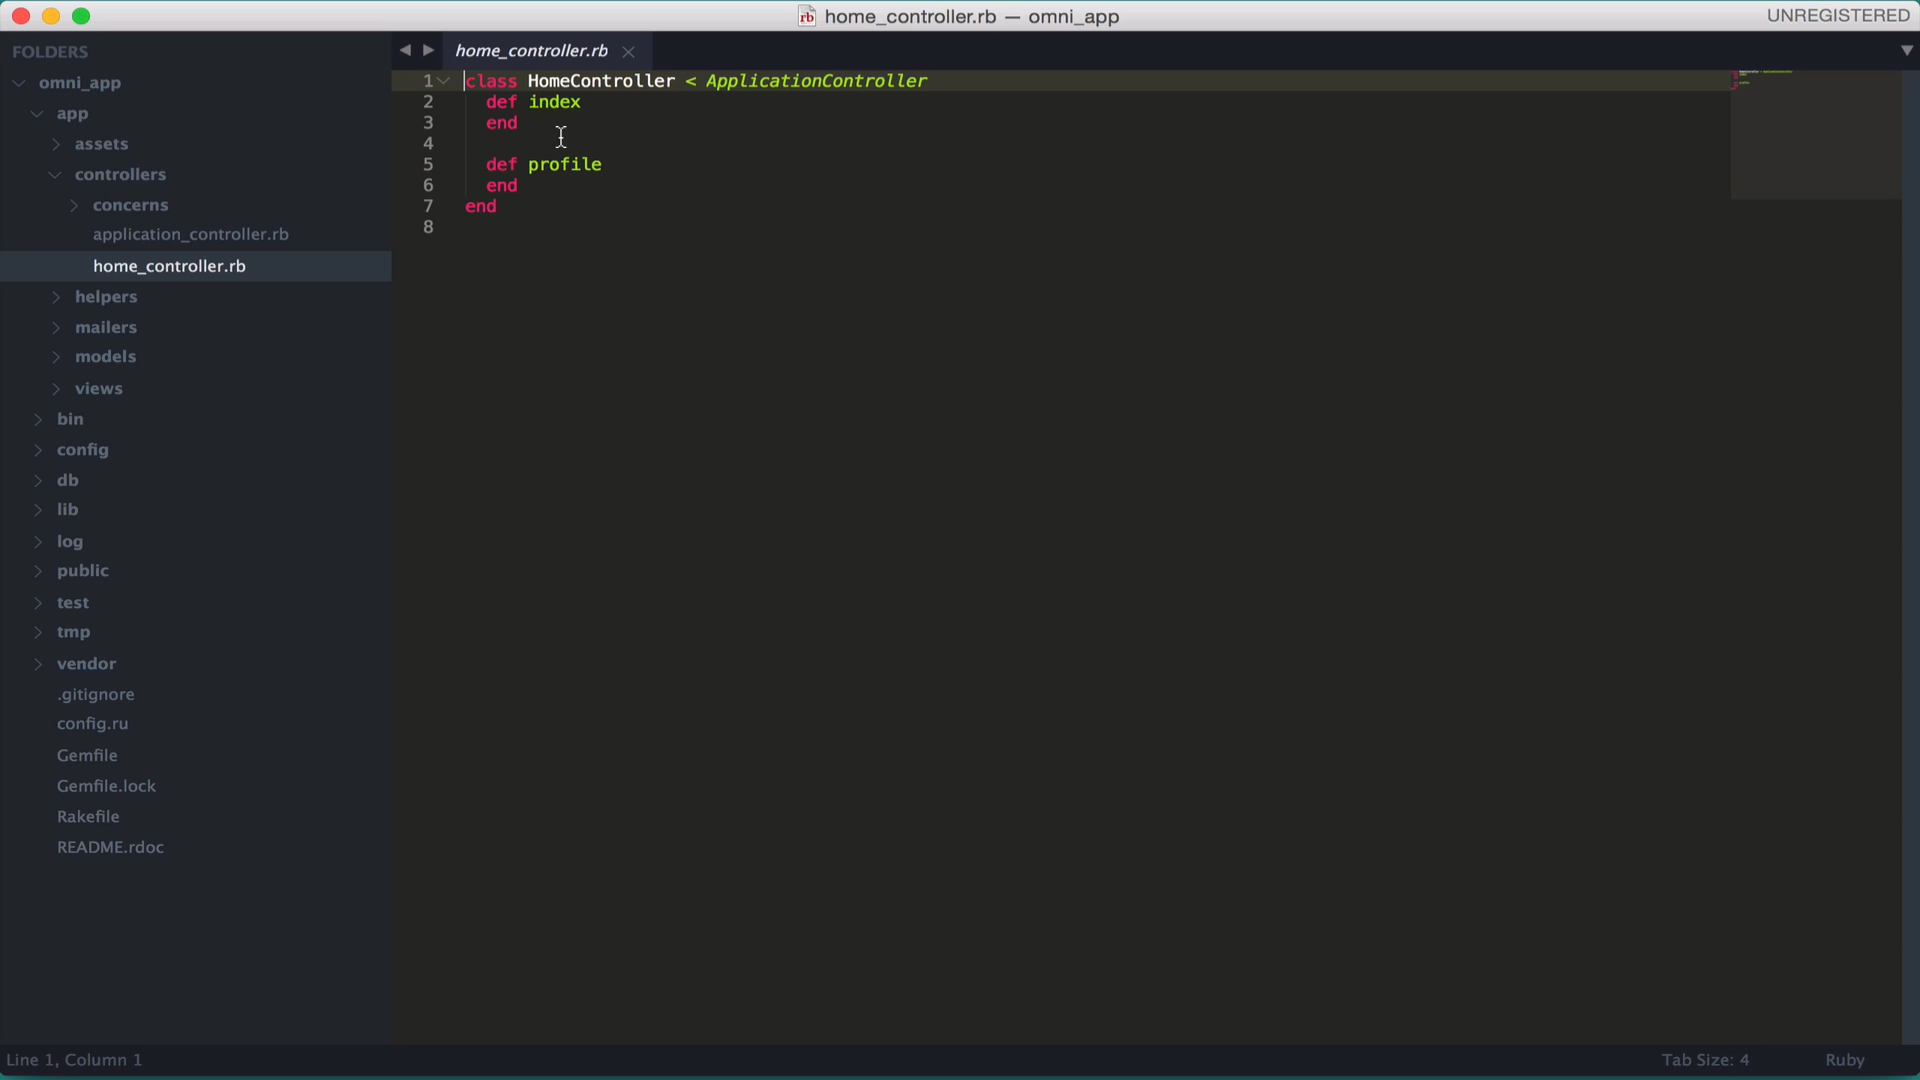 home_controller.rb — omni_app
UNREGISTERED
FOLDERS
omni_app
app
assets
controllers
concerns
application_controller.rb
home_controller.rb
helpers
mailers
models
views
bin
config
db
lib
log
public
test
tmp
vendor
.gitignore
config.ru
Gemfile
Gemfile.lock
Rakefile
README.rdoc
home_controller.rb
1 class HomeController < ApplicationController
2 def index
3 end
4
5 def profile
6 end
7 end
8
Line 1, Column 1
Tab Size: 4
Ruby